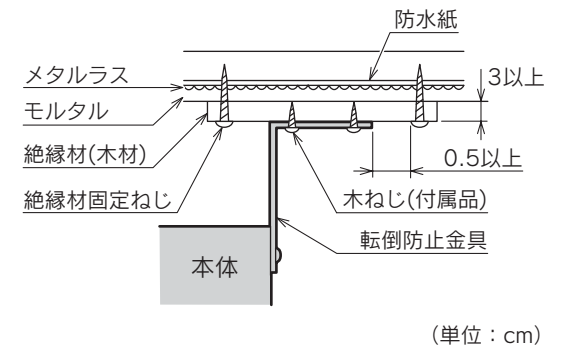 防水紙
メタルラス
3以上
モルタル
絶縁材(木材)
0.5以上
絶縁材固定ねじ
木ねじ(付属品)
転倒防止金具
本体
(単位：cm)